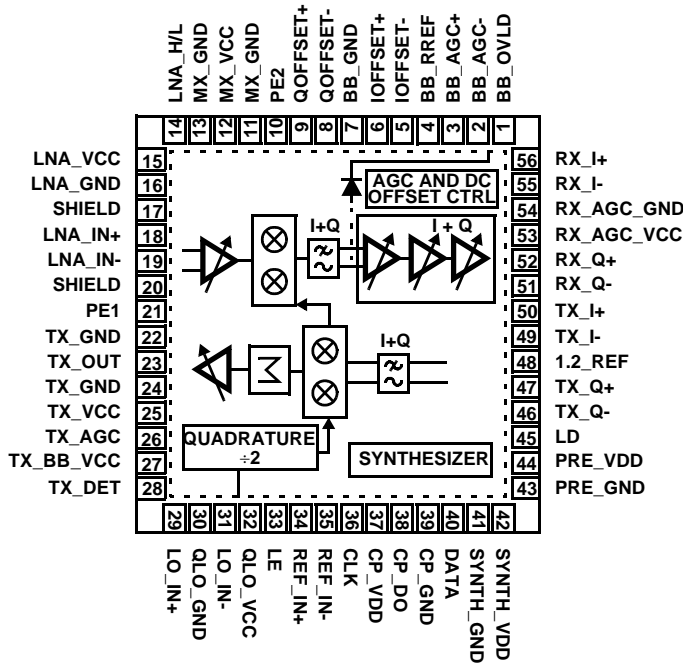 LNA_H/L
MX_GND
MX_VCC
MX_GND
PE2
QOFFSET+
QOFFSET-
BB_GND
IOFFSET+
IOFFSET-
BB_RREF
BB_AGC+
BB_AGC-
BB_OVLD
14
13
12
11
10
9
8
7
6
5
4
3
2
1
LNA_VCC 15
LNA_GND 16
SHIELD 17
LNA_IN+ 18
LNA_IN- 19
SHIELD 20
PE1 21
TX_GND 22
TX_OUT 23
TX_GND 24
TX_VCC 25
TX_AGC 26
TX_BB_VCC 27
TX_DET 28
AGC AND DC
OFFSET CTRL
I+Q
I + Q
~
~
I+Q
~
~
Σ
QUADRATURE
÷2
SYNTHESIZER
56 RX_I+
55 RX_I-
54 RX_AGC_GND
53 RX_AGC_VCC
52 RX_Q+
51 RX_Q-
50 TX_I+
49 TX_I-
48 1.2_REF
47 TX_Q+
46 TX_Q-
45 LD
44 PRE_VDD
43 PRE_GND
29
30
31
32
33
34
35
36
37
38
39
40
41
42
LO_IN+
QLO_GND
LO_IN-
QLO_VCC
LE
REF_IN+
REF_IN-
CLK
CP_VDD
CP_DO
CP_GND
DATA
SYNTH_GND
SYNTH_VDD